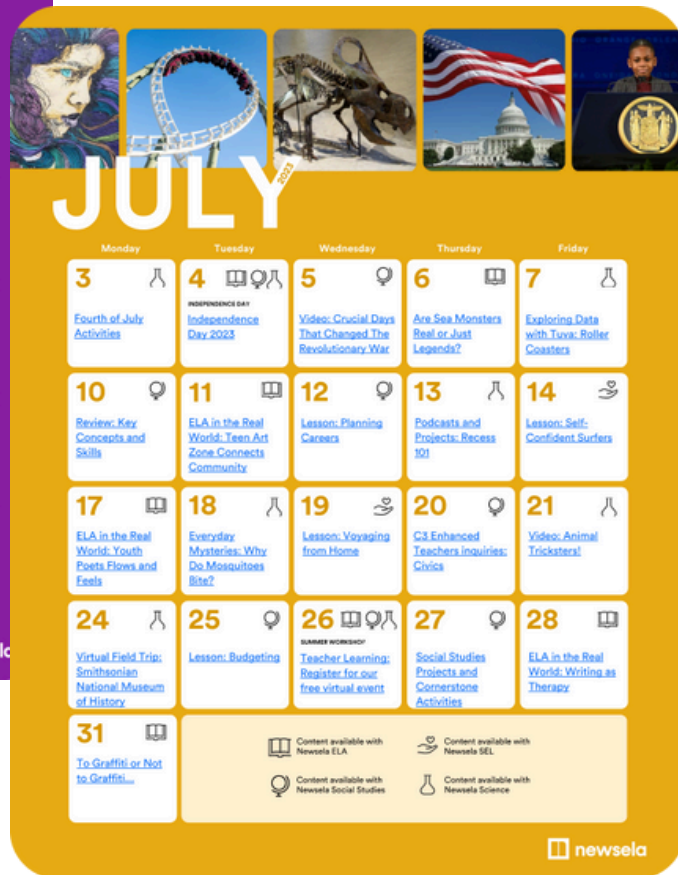 JULY
2023
Monday
Tuesday
Wednesday
Thursday
Friday
3
Fourth of July
Activities
4
INDEPENDENCE DAY
Independence
Day 2023
5
Video: Crucial Days
That Changed The
Revolutionary War
6
Are Sea Monsters
Real or Just
Legends?
7
Exploring Data
with Tuva: Roller
Coasters
10
Review: Key
Concepts and
Skills
11
ELA in the Real
World: Teen Art
Zone Connects
Community
12
Lesson: Planning
Careers
13
Podcasts and
Projects: Recess
101
14
Lesson: Self-
Confident Surfers
17
ELA in the Real
World: Youth
Poets Flows and
Feels
18
Everyday
Mysteries: Why
Do Mosquitoes
Bite?
19
Lesson: Voyaging
from Home
20
C3 Enhanced
Teachers inquiries:
Civics
21
Video: Animal
Tricksters!
24
Virtual Field Trip:
Smithsonian
National Museum
of History
25
Lesson: Budgeting
26
SUMMER WORKSHOP
Teacher Learning:
Register for our
free virtual event
27
Social Studies
Projects and
Cornerstone
Activities
28
ELA in the Real
World: Writing as
Therapy
31
To Graffiti or Not
to Graffiti...
Content available with
Newsela ELA
Content available with
Newsela SEL
Content available with
Newsela Social Studies
Content available with
Newsela Science
newsela